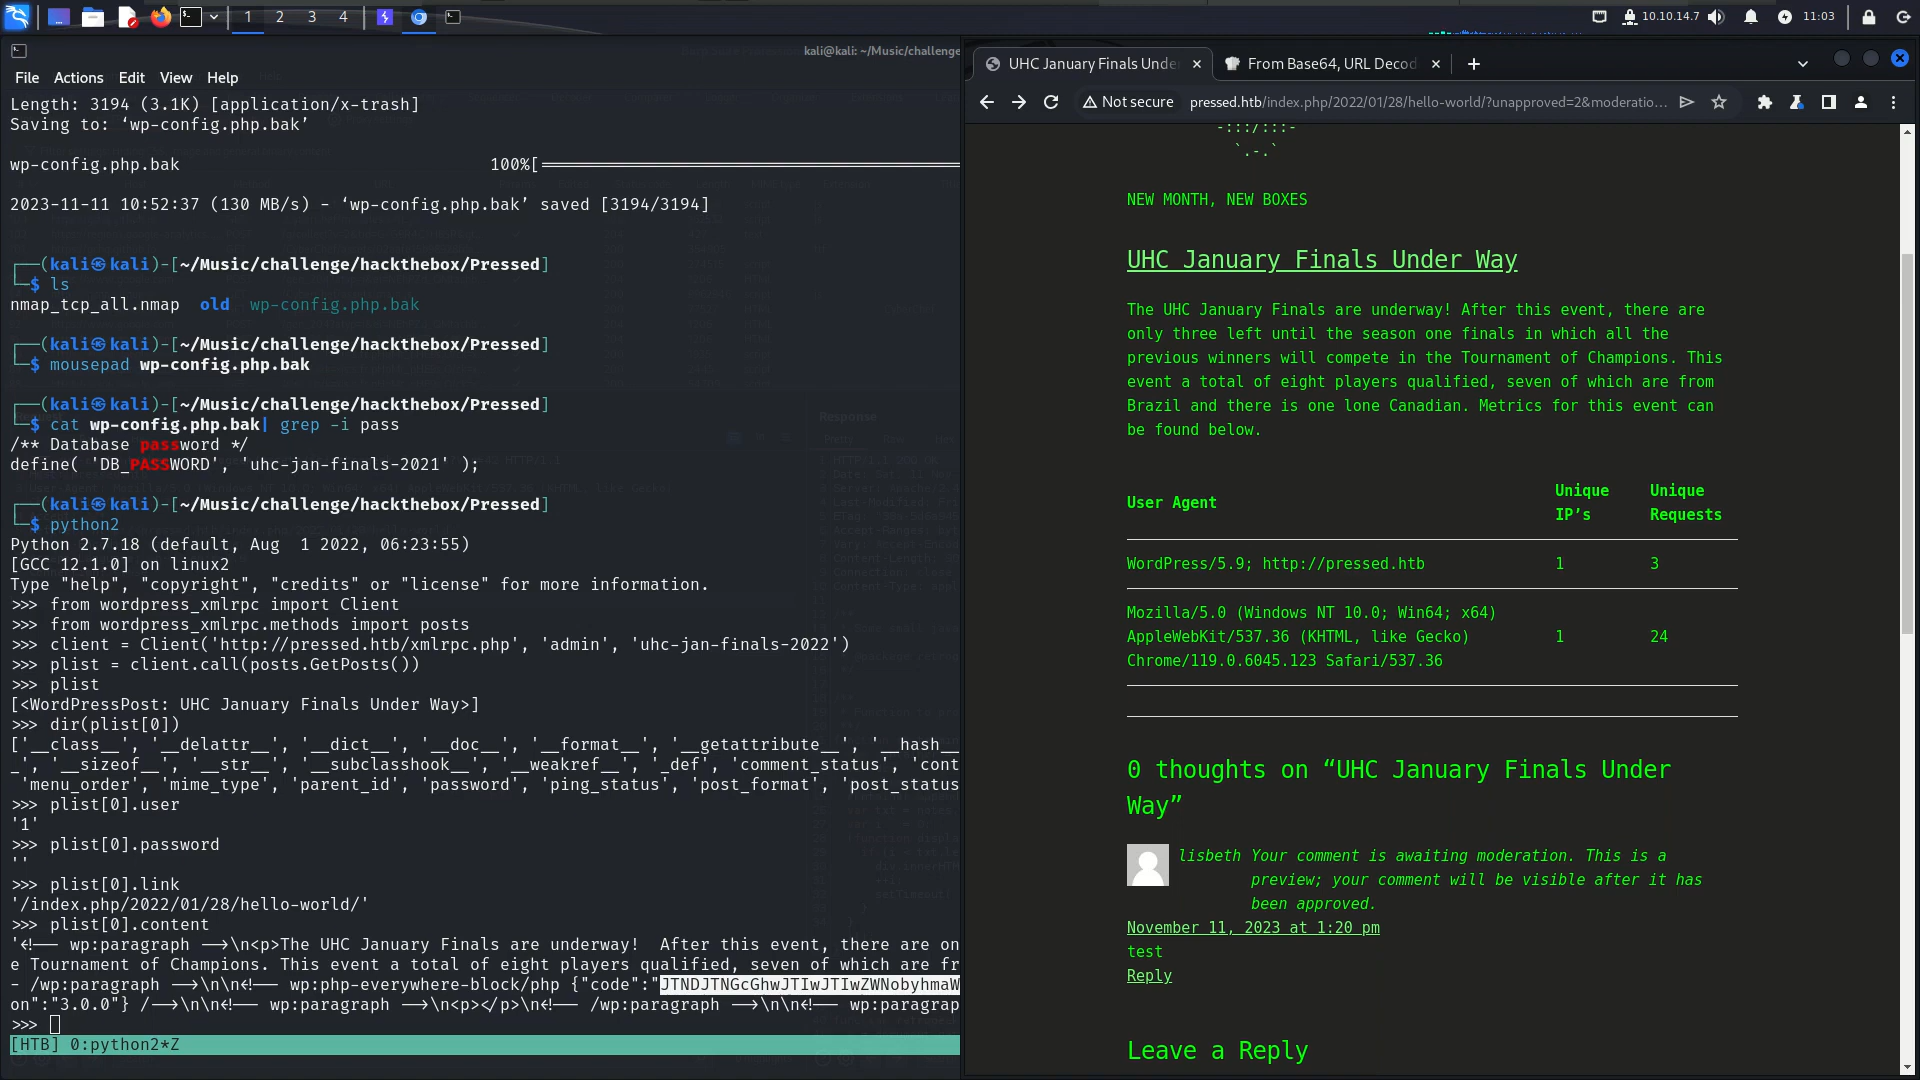 1 2 3 4
10.10.14.7
11:03
kali@kali: ~/Music/challenge
File Actions Edit View Help
Length: 3194 (3.1K) [application/x-trash]
Saving to: ‘wp-config.php.bak’
wp-config.php.bak 100%[
2023-11-11 10:52:37 (130 MB/s) - ‘wp-config.php.bak’ saved [3194/3194]
┌──(kali㉿kali)-[~/Music/challenge/hackthebox/Pressed]
└─$ ls
nmap_tcp_all.nmap old wp-config.php.bak
┌──(kali㉿kali)-[~/Music/challenge/hackthebox/Pressed]
└─$ mousepad wp-config.php.bak
┌──(kali㉿kali)-[~/Music/challenge/hackthebox/Pressed]
└─$ cat wp-config.php.bak| grep -i pass
/** Database password */
define( 'DB_PASSWORD', 'uhc-jan-finals-2021' );
┌──(kali㉿kali)-[~/Music/challenge/hackthebox/Pressed]
└─$ python2
Python 2.7.18 (default, Aug  1 2022, 06:23:55)
[GCC 12.1.0] on linux2
Type "help", "copyright", "credits" or "license" for more information.
>>> from wordpress_xmlrpc import Client
>>> from wordpress_xmlrpc.methods import posts
>>> client = Client('http://pressed.htb/xmlrpc.php', 'admin', 'uhc-jan-finals-2022')
>>> plist = client.call(posts.GetPosts())
>>> plist
[<WordPressPost: UHC January Finals Under Way>]
>>> dir(plist[0])
['__class__', '__delattr__', '__dict__', '__doc__', '__format__', '__getattribute__', '__hash__
_', '__sizeof__', '__str__', '__subclasshook__', '__weakref__', '_def', 'comment_status', 'cont
 'menu_order', 'mime_type', 'parent_id', 'password', 'ping_status', 'post_format', 'post_status
>>> plist[0].user
'1'
>>> plist[0].password
''
>>> plist[0].link
'/index.php/2022/01/28/hello-world/'
>>> plist[0].content
'<!-- wp:paragraph -->\n<p>The UHC January Finals are underway!  After this event, there are on
e Tournament of Champions. This event a total of eight players qualified, seven of which are fr
- /wp:paragraph -->\n\n<!-- wp:php-everywhere-block/php {"code":"JTNDJTNGcGhwJTIwJTIwZWNobyhmaW
on":"3.0.0"} /-->\n\n<!-- wp:paragraph -->\n<p></p>\n<!-- /wp:paragraph -->\n\n<!-- wp:paragrap
>>>
[HTB] 0:python2*Z
UHC January Finals Unde
From Base64, URL Decod
Not secure
pressed.htb/index.php/2022/01/28/hello-world/?unapproved=2&moderatio...
-:::/:::-
`.-.`
NEW MONTH, NEW BOXES
UHC January Finals Under Way
The UHC January Finals are underway! After this event, there are
only three left until the season one finals in which all the
previous winners will compete in the Tournament of Champions. This
event a total of eight players qualified, seven of which are from
Brazil and there is one lone Canadian. Metrics for this event can
be found below.
User Agent Unique IP’s Unique Requests
WordPress/5.9; http://pressed.htb 1 3
Mozilla/5.0 (Windows NT 10.0; Win64; x64)
AppleWebKit/537.36 (KHTML, like Gecko) 1 24
Chrome/119.0.6045.123 Safari/537.36
0 thoughts on “UHC January Finals Under
Way”
lisbeth Your comment is awaiting moderation. This is a
preview; your comment will be visible after it has
been approved.
November 11, 2023 at 1:20 pm
test
Reply
Leave a Reply